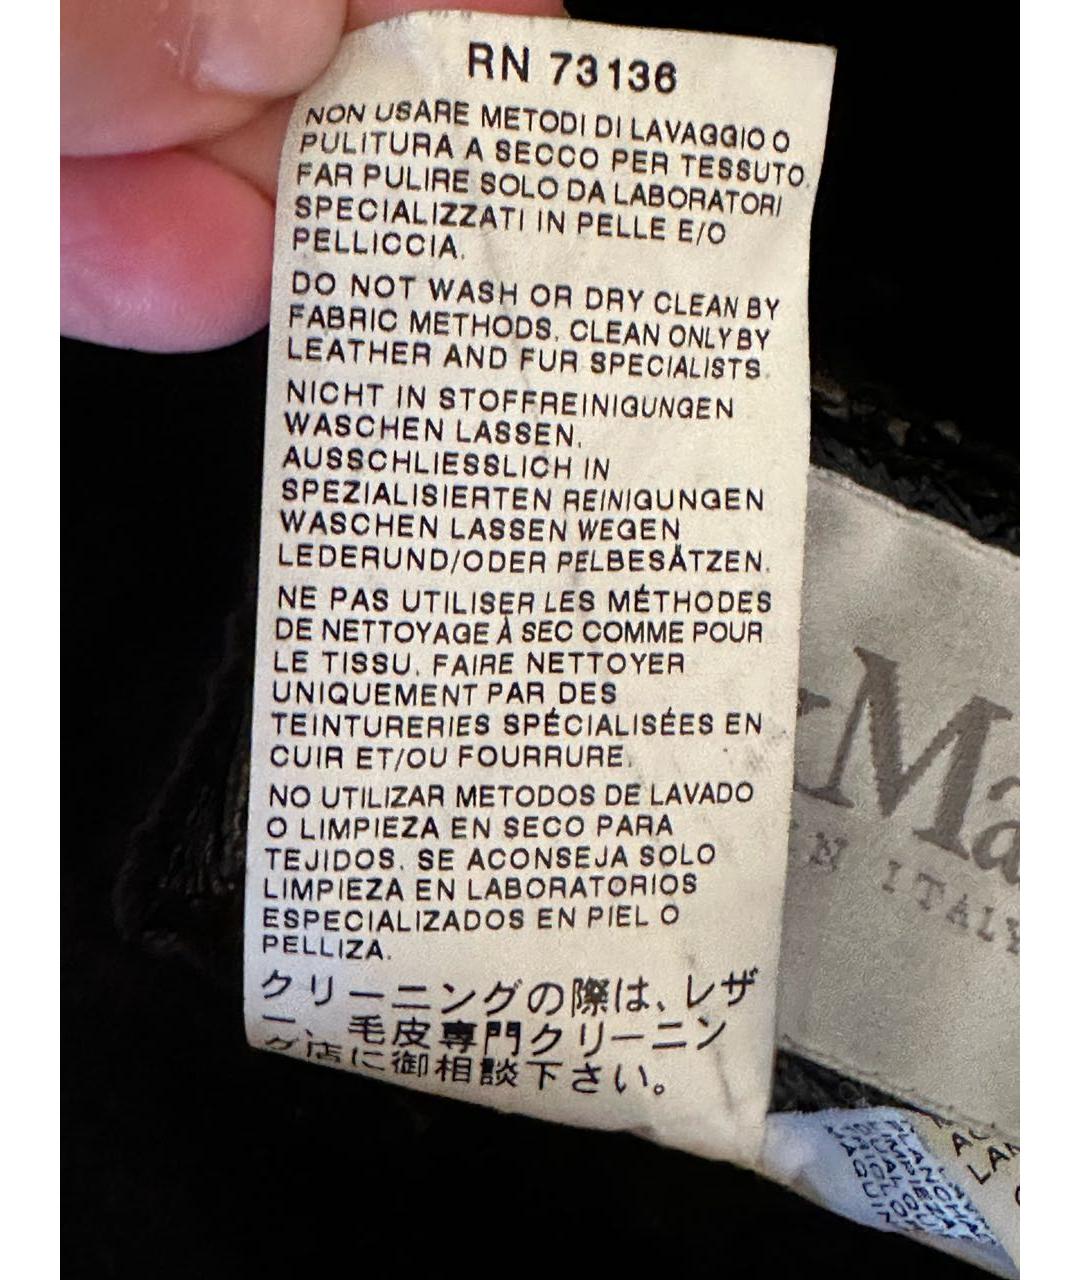 RN 73136
NON USARE METODI DI LAVAGGIO O
PULITURA A SECCO PER TESSUTO.
FAR PULIRE SOLO DA LABORATORI
SPECIALIZZATI IN PELLE E/O
PELLICCIA.
DO NOT WASH OR DRY CLEAN BY
FABRIC METHODS. CLEAN ONLY BY
LEATHER AND FUR SPECIALISTS.
NICHT IN STOFFREINIGUNGEN
WASCHEN LASSEN.
AUSSCHLIESSLICH IN
SPEZIALISIERTEN REINIGUNGEN
WASCHEN LASSEN WEGEN
LEDERUND/ODER PELBESÄTZEN.
NE PAS UTILISER LES MÉTHODES
DE NETTOYAGE À SEC COMME POUR
LE TISSU. FAIRE NETTOYER
UNIQUEMENT PAR DES
TEINTURERIES SPÉCIALISÉES EN
CUIR ET/OU FOURRURE.
NO UTILIZAR METODOS DE LAVADO
O LIMPIEZA EN SECO PARA
TEJIDOS. SE ACONSEJA SOLO
LIMPIEZA EN LABORATORIOS
ESPECIALIZADOS EN PIEL O
PELLIZA.
クリーニングの際は、レザ
ー、毛皮専門クリーニン
グ店に御相談下さい。
Ma
N ITALY